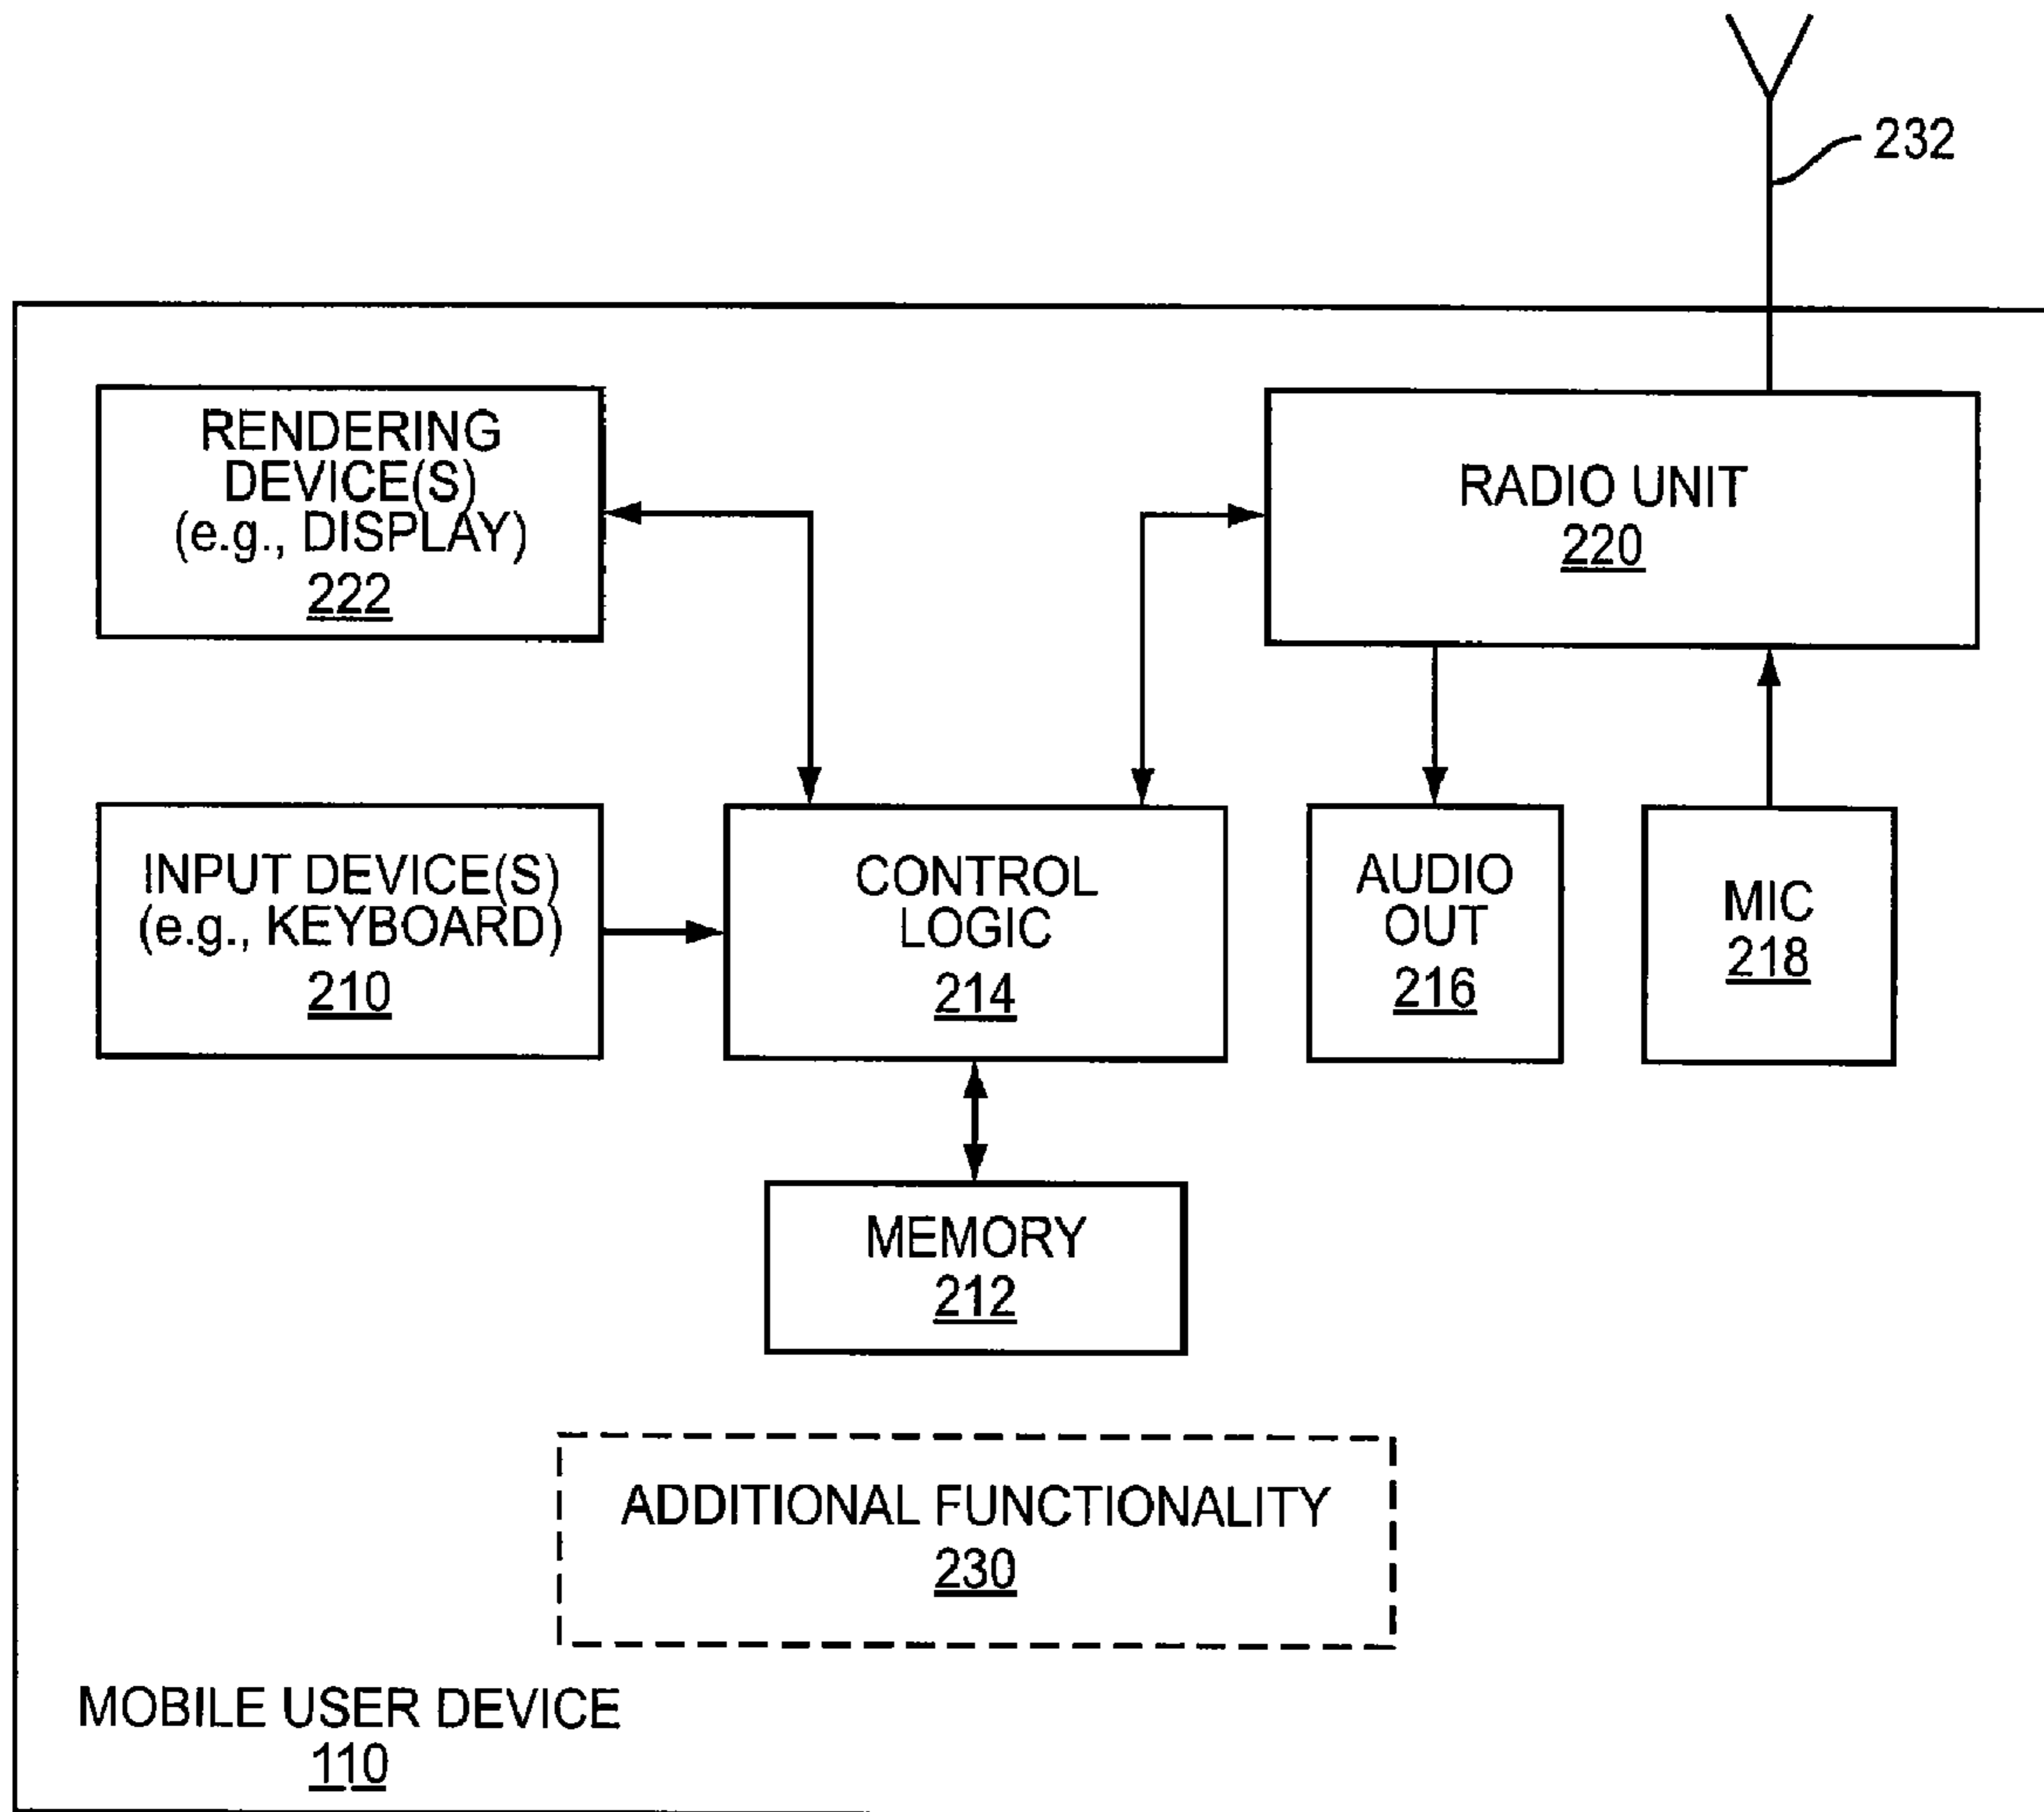 232
RENDERING
DEVICE(S)
(e.g., DISPLAY)
222
RADIO UNIT
220
INPUT DEVICE(S)
(e.g., KEYBOARD)
210
CONTROL
LOGIC
214
AUDIO
OUT
216
MIC
218
MEMORY
212
ADDITIONAL FUNCTIONALITY
230
MOBILE USER DEVICE
110